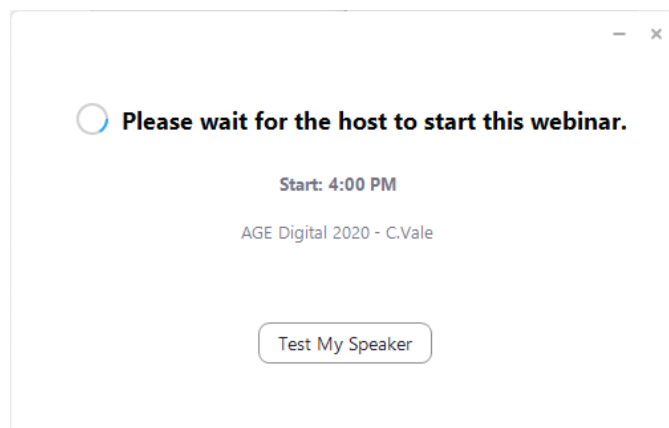 Please wait for the host to start this webinar.
Start: 4:00 PM
AGE Digital 2020 - C.Vale
Test My Speaker